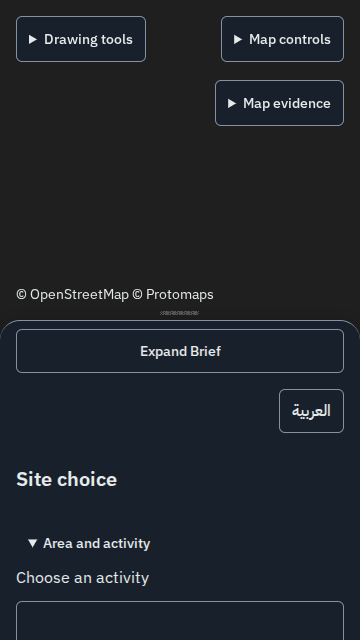 Drawing tools
Map controls
Map evidence
© OpenStreetMap © Protomaps
Expand Brief
العربية
Site choice
Area and activity
Choose an activity